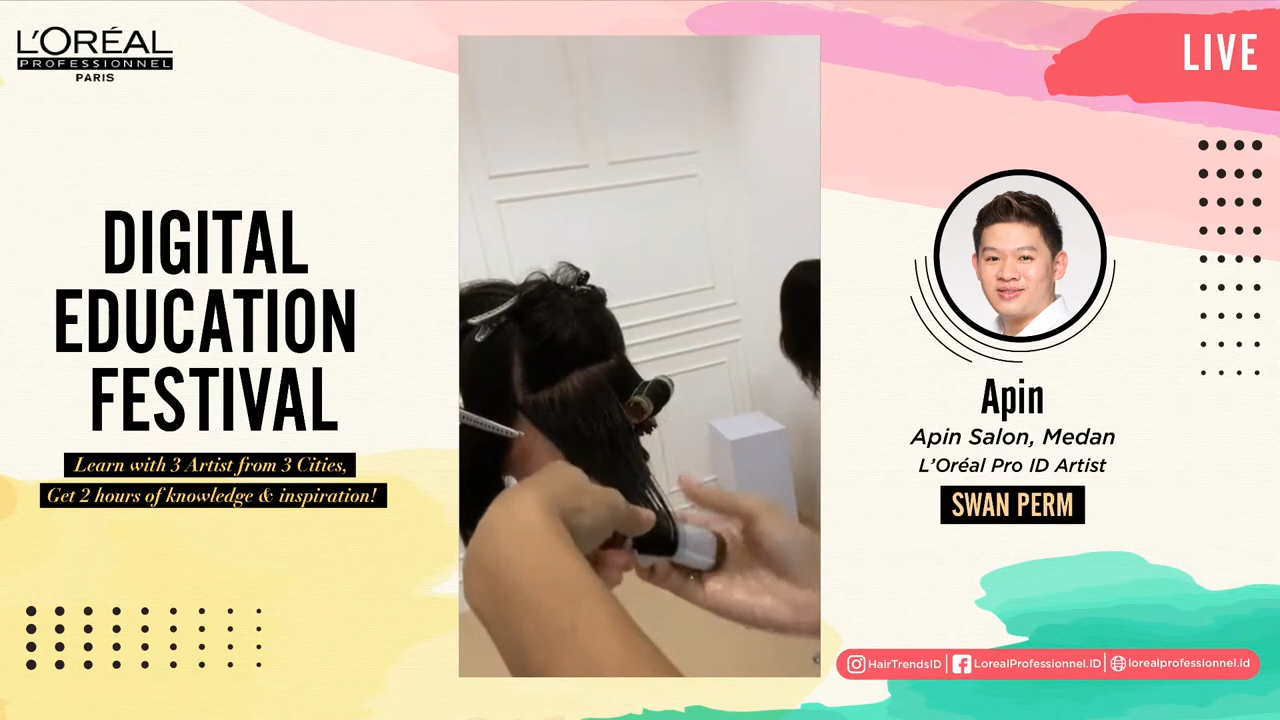 L'ORÉAL
PROFESSIONNEL
PARIS
DIGITAL
EDUCATION
FESTIVAL
Learn with 3 Artist from 3 Cities,
Get 2 hours of knowledge & inspiration!
LIVE
Apin
Apin Salon, Medan
L'Oréal Pro ID Artist
SWAN PERM
HairTrendsID | LorealProfessionnel.ID | lorealprofessionnel.id